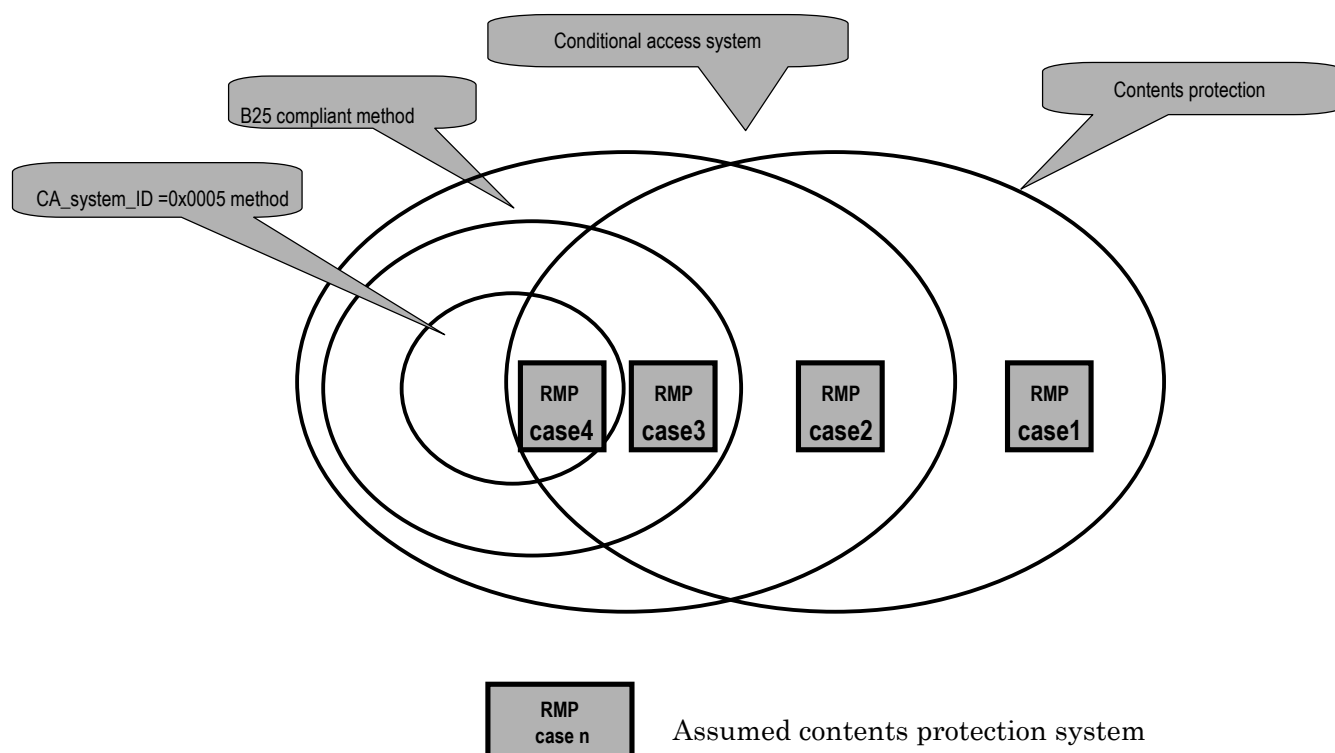 Conditional access system
Contents protection
B25 compliant method
CA_system_ID =0x0005 method
RMP
case4
RMP
case3
RMP
case2
RMP
case1
RMP
case n
Assumed contents protection system